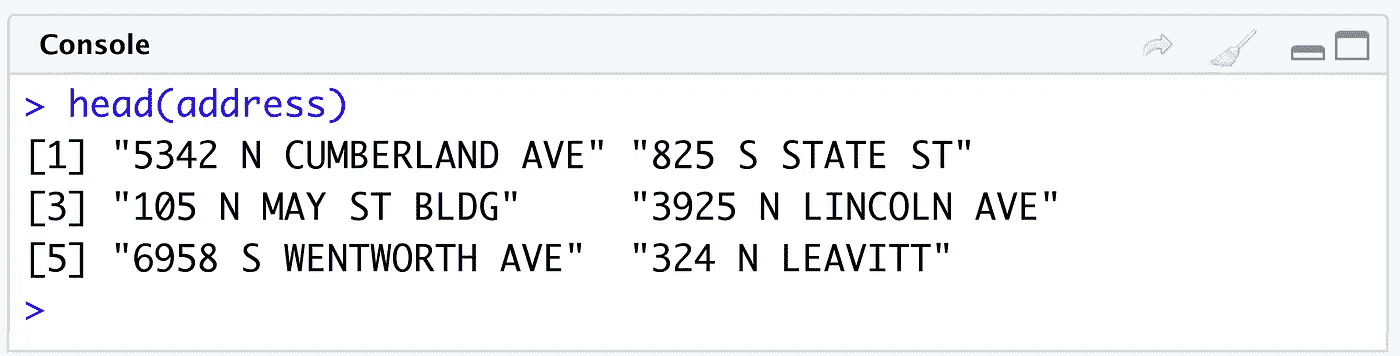 Console
> head(address)
[1] "5342 N CUMBERLAND AVE" "825 S STATE ST"
[3] "105 N MAY ST BLDG"     "3925 N LINCOLN AVE"
[5] "6958 S WENTWORTH AVE"  "324 N LEAVITT"
>